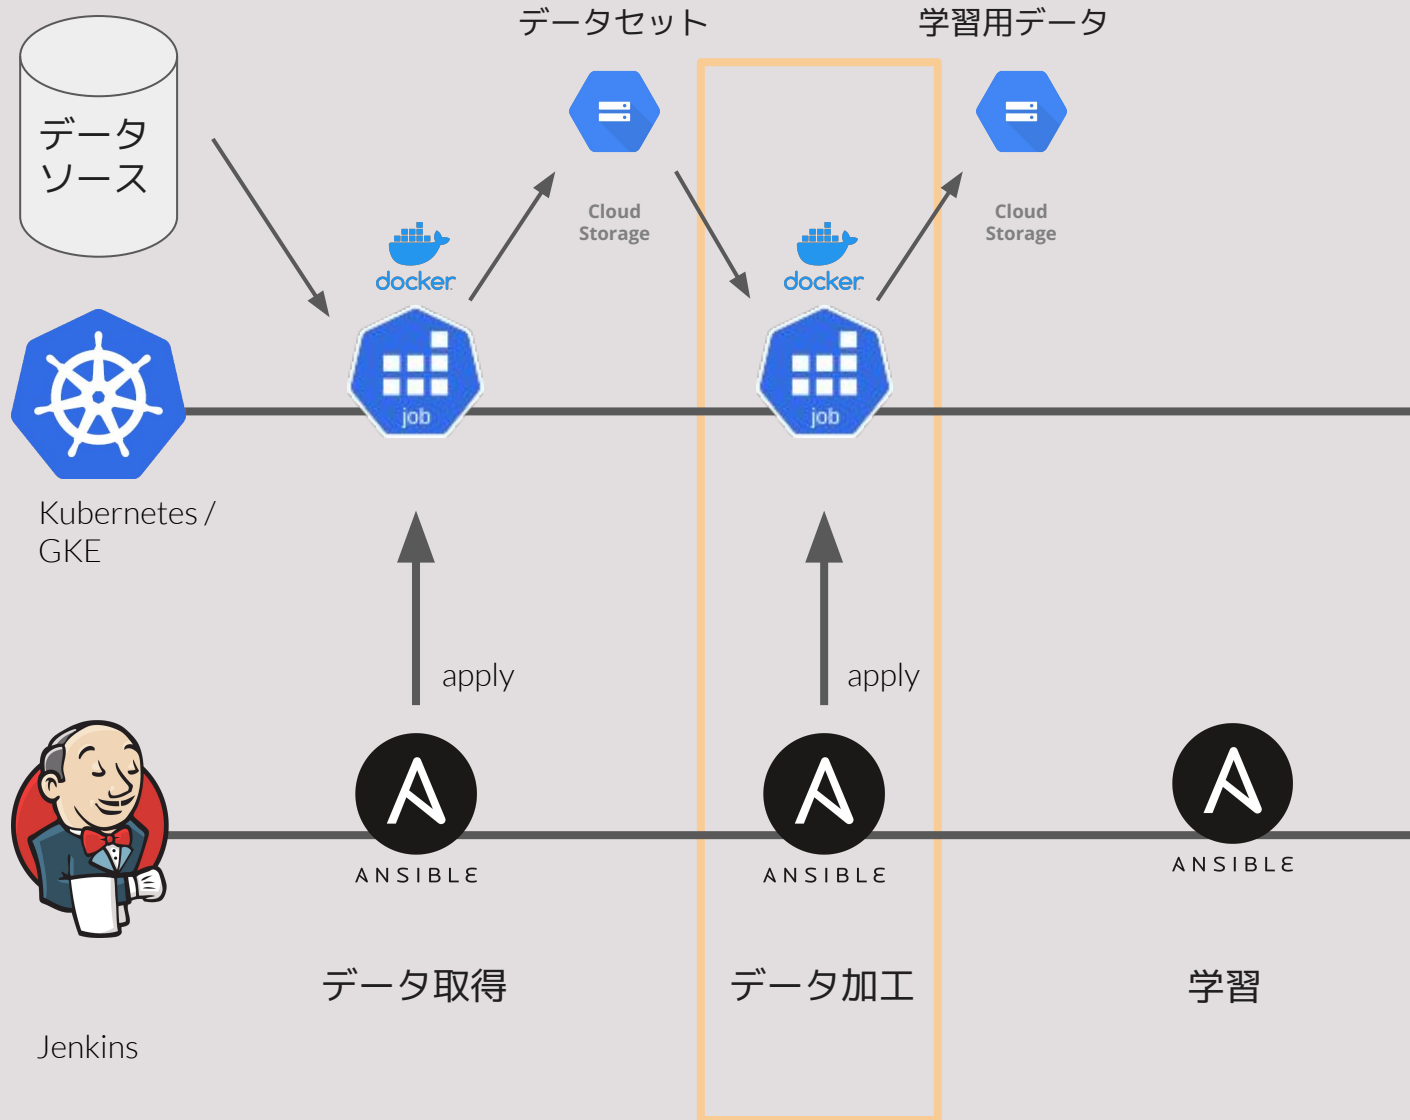 データセット
学習用データ
データ
ソース
Cloud
Storage
Cloud
Storage
docker
docker
job
job
Kubernetes /
GKE
apply
apply
ANSIBLE
ANSIBLE
ANSIBLE
データ取得
データ加工
学習
Jenkins